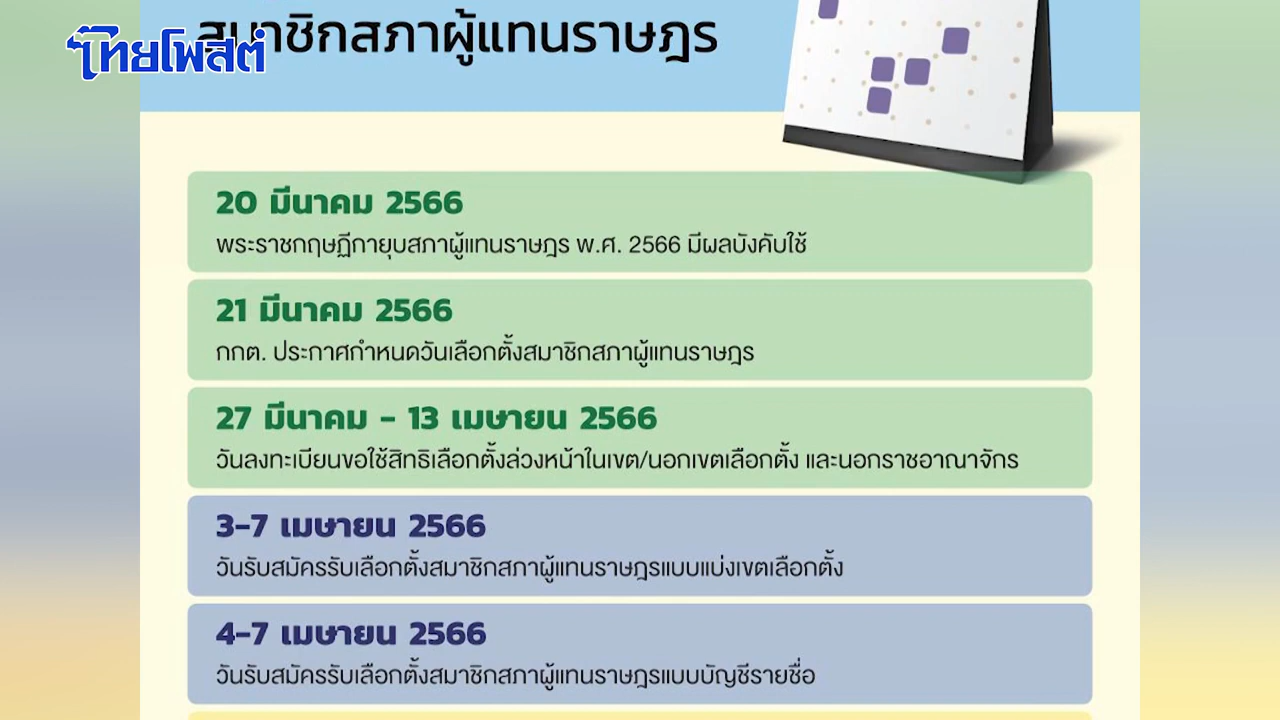 สมาชิกสภาผู้แทนราษฎร
ไทยโพสต์
20 มีนาคม 2566
พระราชกฤษฎีกายุบสภาผู้แทนราษฎร พ.ศ. 2566 มีผลบังคับใช้
21 มีนาคม 2566
กกต. ประกาศกำหนดวันเลือกตั้งสมาชิกสภาผู้แทนราษฎร
27 มีนาคม - 13 เมษายน 2566
วันลงทะเบียนขอใช้สิทธิเลือกตั้งล่วงหน้าในเขต/นอกเขตเลือกตั้ง และนอกราชอาณาจักร
3-7 เมษายน 2566
วันรับสมัครรับเลือกตั้งสมาชิกสภาผู้แทนราษฎรแบบแบ่งเขตเลือกตั้ง
4-7 เมษายน 2566
วันรับสมัครรับเลือกตั้งสมาชิกสภาผู้แทนราษฎรแบบบัญชีรายชื่อ